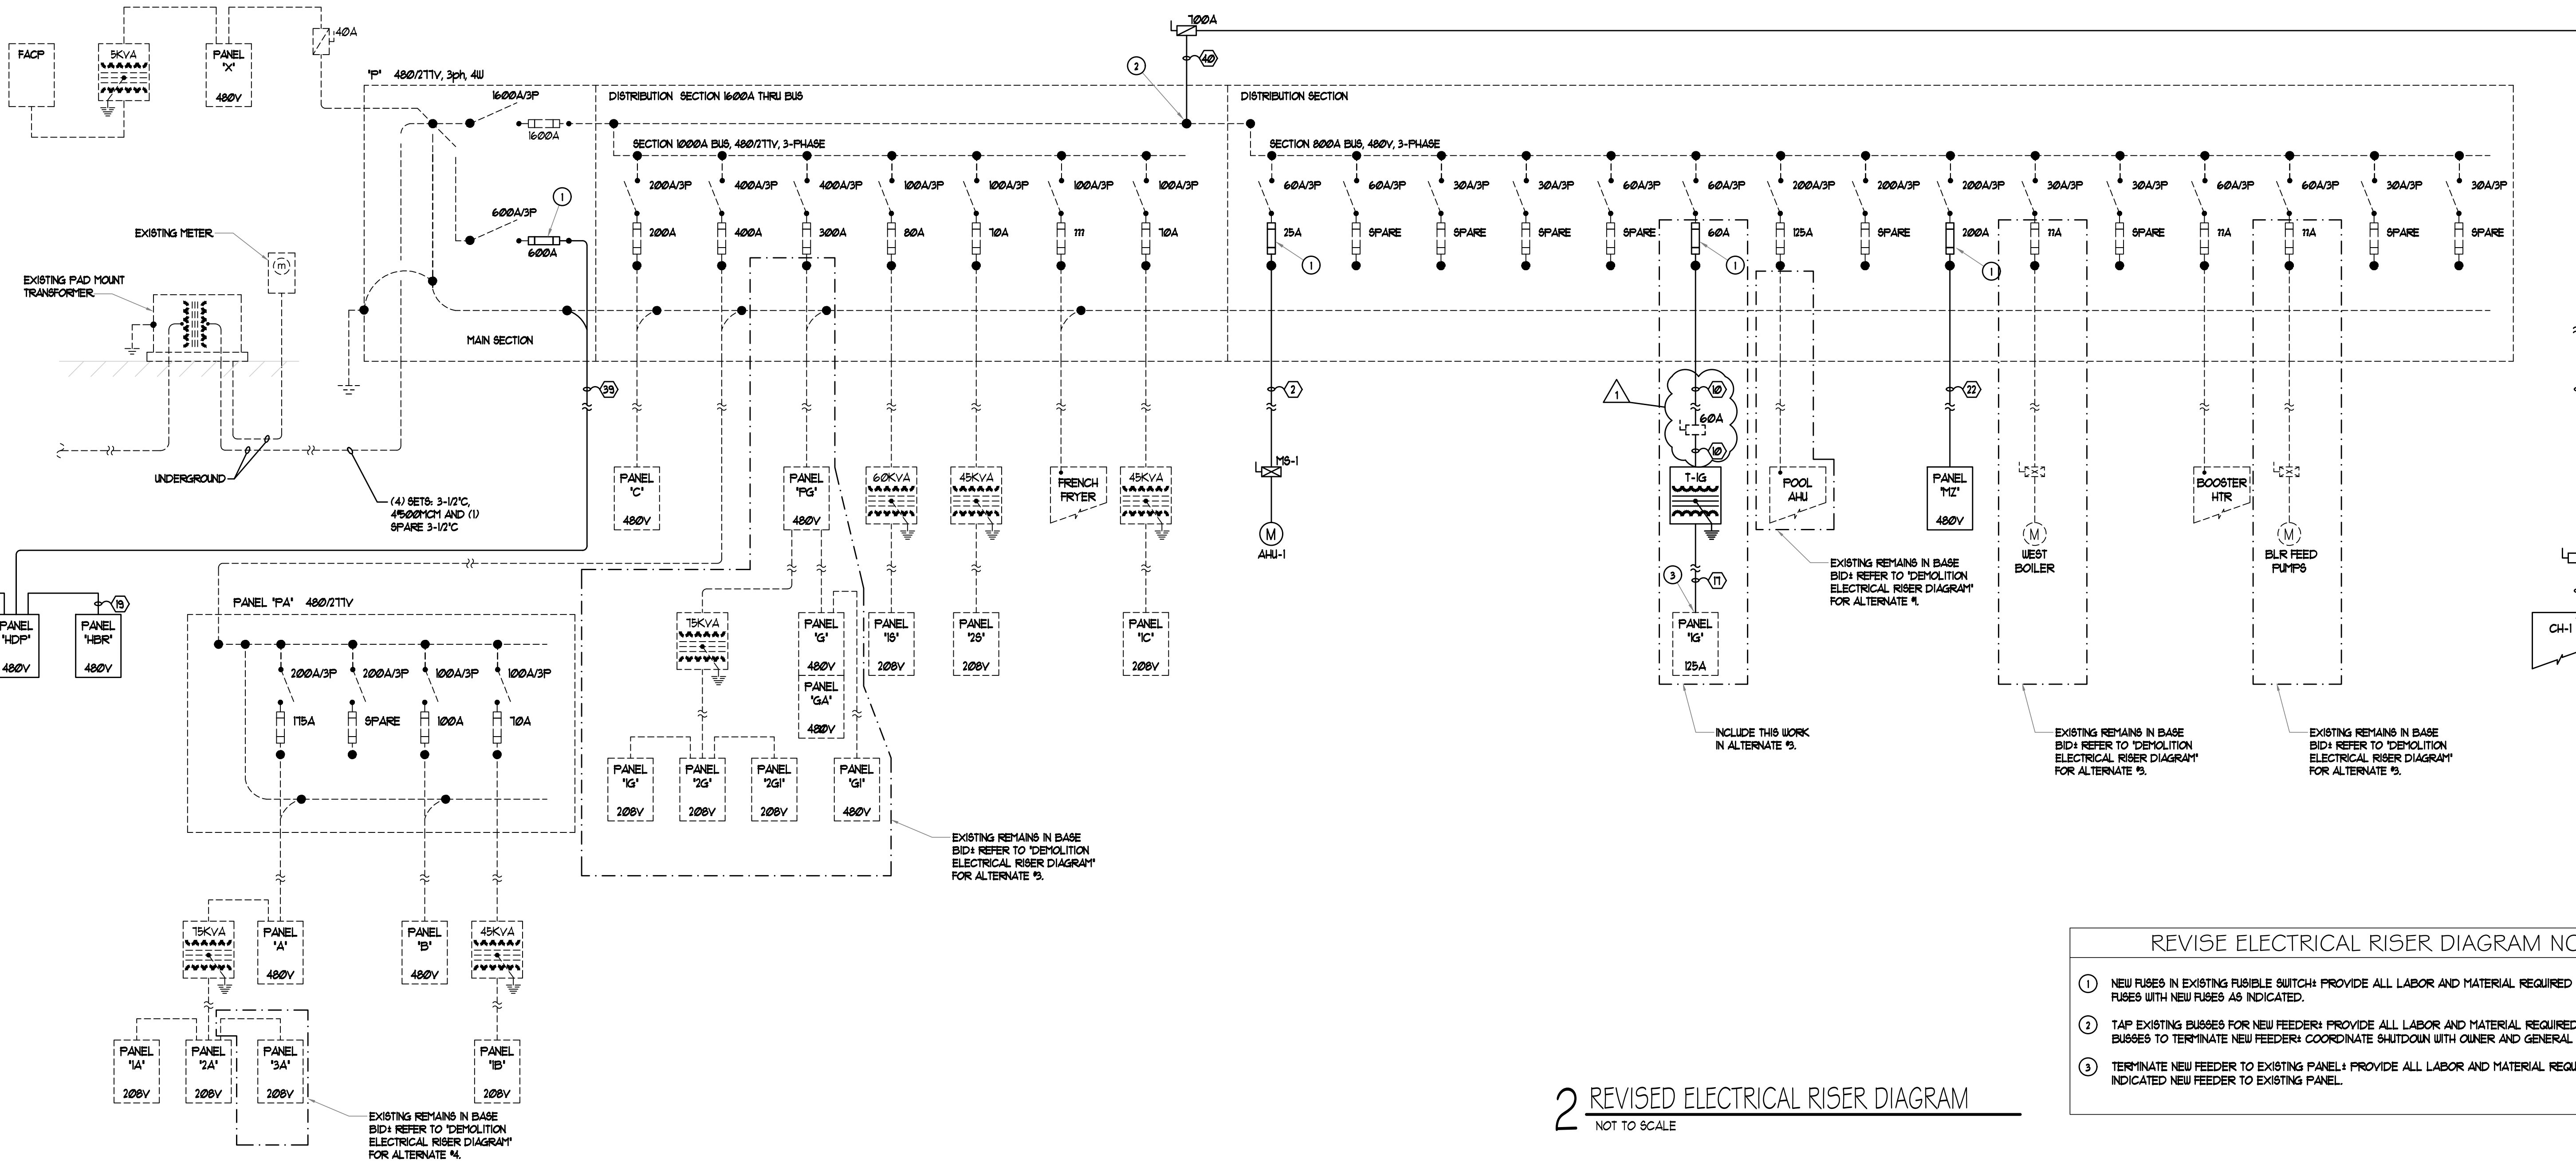 FACP
5KVA
PANEL
"X"
480V
40A
"P" 480/277V, 3ph, 4W
1600A/3P
1600A
600A/3P
600A
1
MAIN SECTION
EXISTING METER
m
EXISTING PAD MOUNT
TRANSFORMER
UNDERGROUND
(4) SETS: 3-1/2"C,
4#500MCM AND (1)
SPARE 3-1/2"C
39
DISTRIBUTION SECTION 1600A THRU BUS
SECTION 1000A BUS, 480/277V, 3-PHASE
200A/3P
400A/3P
400A/3P
100A/3P
100A/3P
100A/3P
100A/3P
200A
400A
300A
80A
70A
???
70A
2
700A
40
DISTRIBUTION SECTION
SECTION 800A BUS, 480V, 3-PHASE
60A/3P
60A/3P
30A/3P
30A/3P
60A/3P
60A/3P
200A/3P
200A/3P
200A/3P
30A/3P
30A/3P
60A/3P
60A/3P
30A/3P
30A/3P
25A
SPARE
SPARE
SPARE
SPARE
60A
125A
SPARE
200A
??A
SPARE
??A
??A
SPARE
SPARE
1
1
1
2
MS-1
M
AHU-1
1
10
60A
10
T-1G
3
17
PANEL
"1G"
125A
INCLUDE THIS WORK
IN ALTERNATE #3.
POOL
AHU
EXISTING REMAINS IN BASE
BID± REFER TO "DEMOLITION
ELECTRICAL RISER DIAGRAM"
FOR ALTERNATE #1.
22
PANEL
"MZ"
480V
M
WEST
BOILER
EXISTING REMAINS IN BASE
BID± REFER TO "DEMOLITION
ELECTRICAL RISER DIAGRAM"
FOR ALTERNATE #3.
BOOSTER
HTR
M
BLR FEED
PUMPS
EXISTING REMAINS IN BASE
BID± REFER TO "DEMOLITION
ELECTRICAL RISER DIAGRAM"
FOR ALTERNATE #3.
CH-1
PANEL
"C"
480V
PANEL
"PG"
480V
60KVA
45KVA
FRENCH
FRYER
45KVA
75KVA
PANEL
"G"
480V
PANEL
"GA"
480V
PANEL
"1S"
208V
PANEL
"2S"
208V
PANEL
"1C"
208V
PANEL
"1G"
208V
PANEL
"2G"
208V
PANEL
"2G1"
208V
PANEL
"G1"
480V
EXISTING REMAINS IN BASE
BID± REFER TO "DEMOLITION
ELECTRICAL RISER DIAGRAM"
FOR ALTERNATE #3.
PANEL
"HDP"
480V
19
PANEL
"HBR"
480V
PANEL "PA" 480/277V
200A/3P
200A/3P
100A/3P
100A/3P
175A
SPARE
100A
70A
75KVA
PANEL
"A"
480V
PANEL
"B"
480V
45KVA
PANEL
"1A"
208V
PANEL
"2A"
208V
PANEL
"3A"
208V
PANEL
"1B"
208V
EXISTING REMAINS IN BASE
BID± REFER TO "DEMOLITION
ELECTRICAL RISER DIAGRAM"
FOR ALTERNATE #4.
2 REVISED ELECTRICAL RISER DIAGRAM
NOT TO SCALE
REVISE ELECTRICAL RISER DIAGRAM NO
1 NEW FUSES IN EXISTING FUSIBLE SWITCH± PROVIDE ALL LABOR AND MATERIAL REQUIRED
FUSES WITH NEW FUSES AS INDICATED.
2 TAP EXISTING BUSSES FOR NEW FEEDER± PROVIDE ALL LABOR AND MATERIAL REQUIRED
BUSSES TO TERMINATE NEW FEEDER± COORDINATE SHUTDOWN WITH OWNER AND GENERAL
3 TERMINATE NEW FEEDER TO EXISTING PANEL± PROVIDE ALL LABOR AND MATERIAL REQU
INDICATED NEW FEEDER TO EXISTING PANEL.